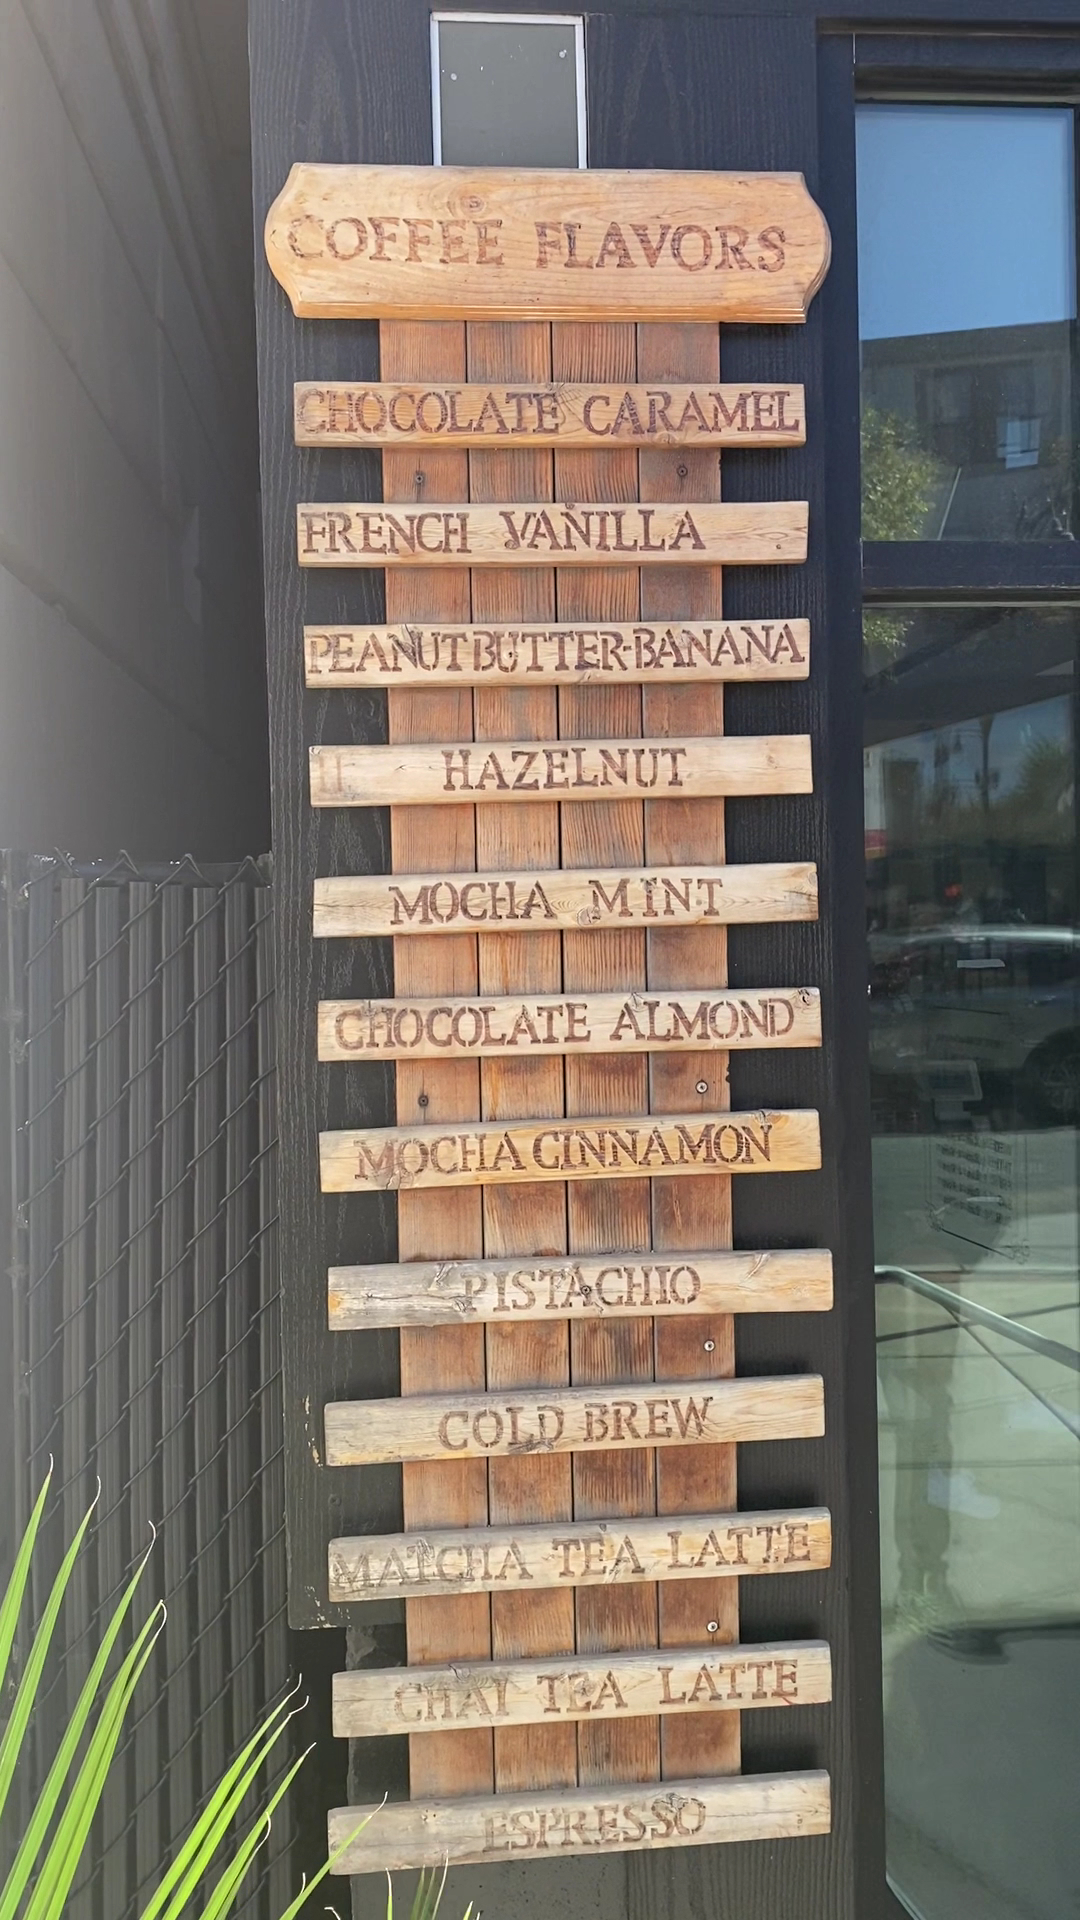 COFFEE FLAVORS
CHOCOLATE CARAMEL
FRENCH VANILLA
PEANUT BUTTER-BANANA
HAZELNUT
MOCHA MINT
CHOCOLATE ALMOND
MOCHA CINNAMON
PISTACHIO
COLD BREW
MATCHA TEA LATTE
CHAI TEA LATTE
ESPRESSO